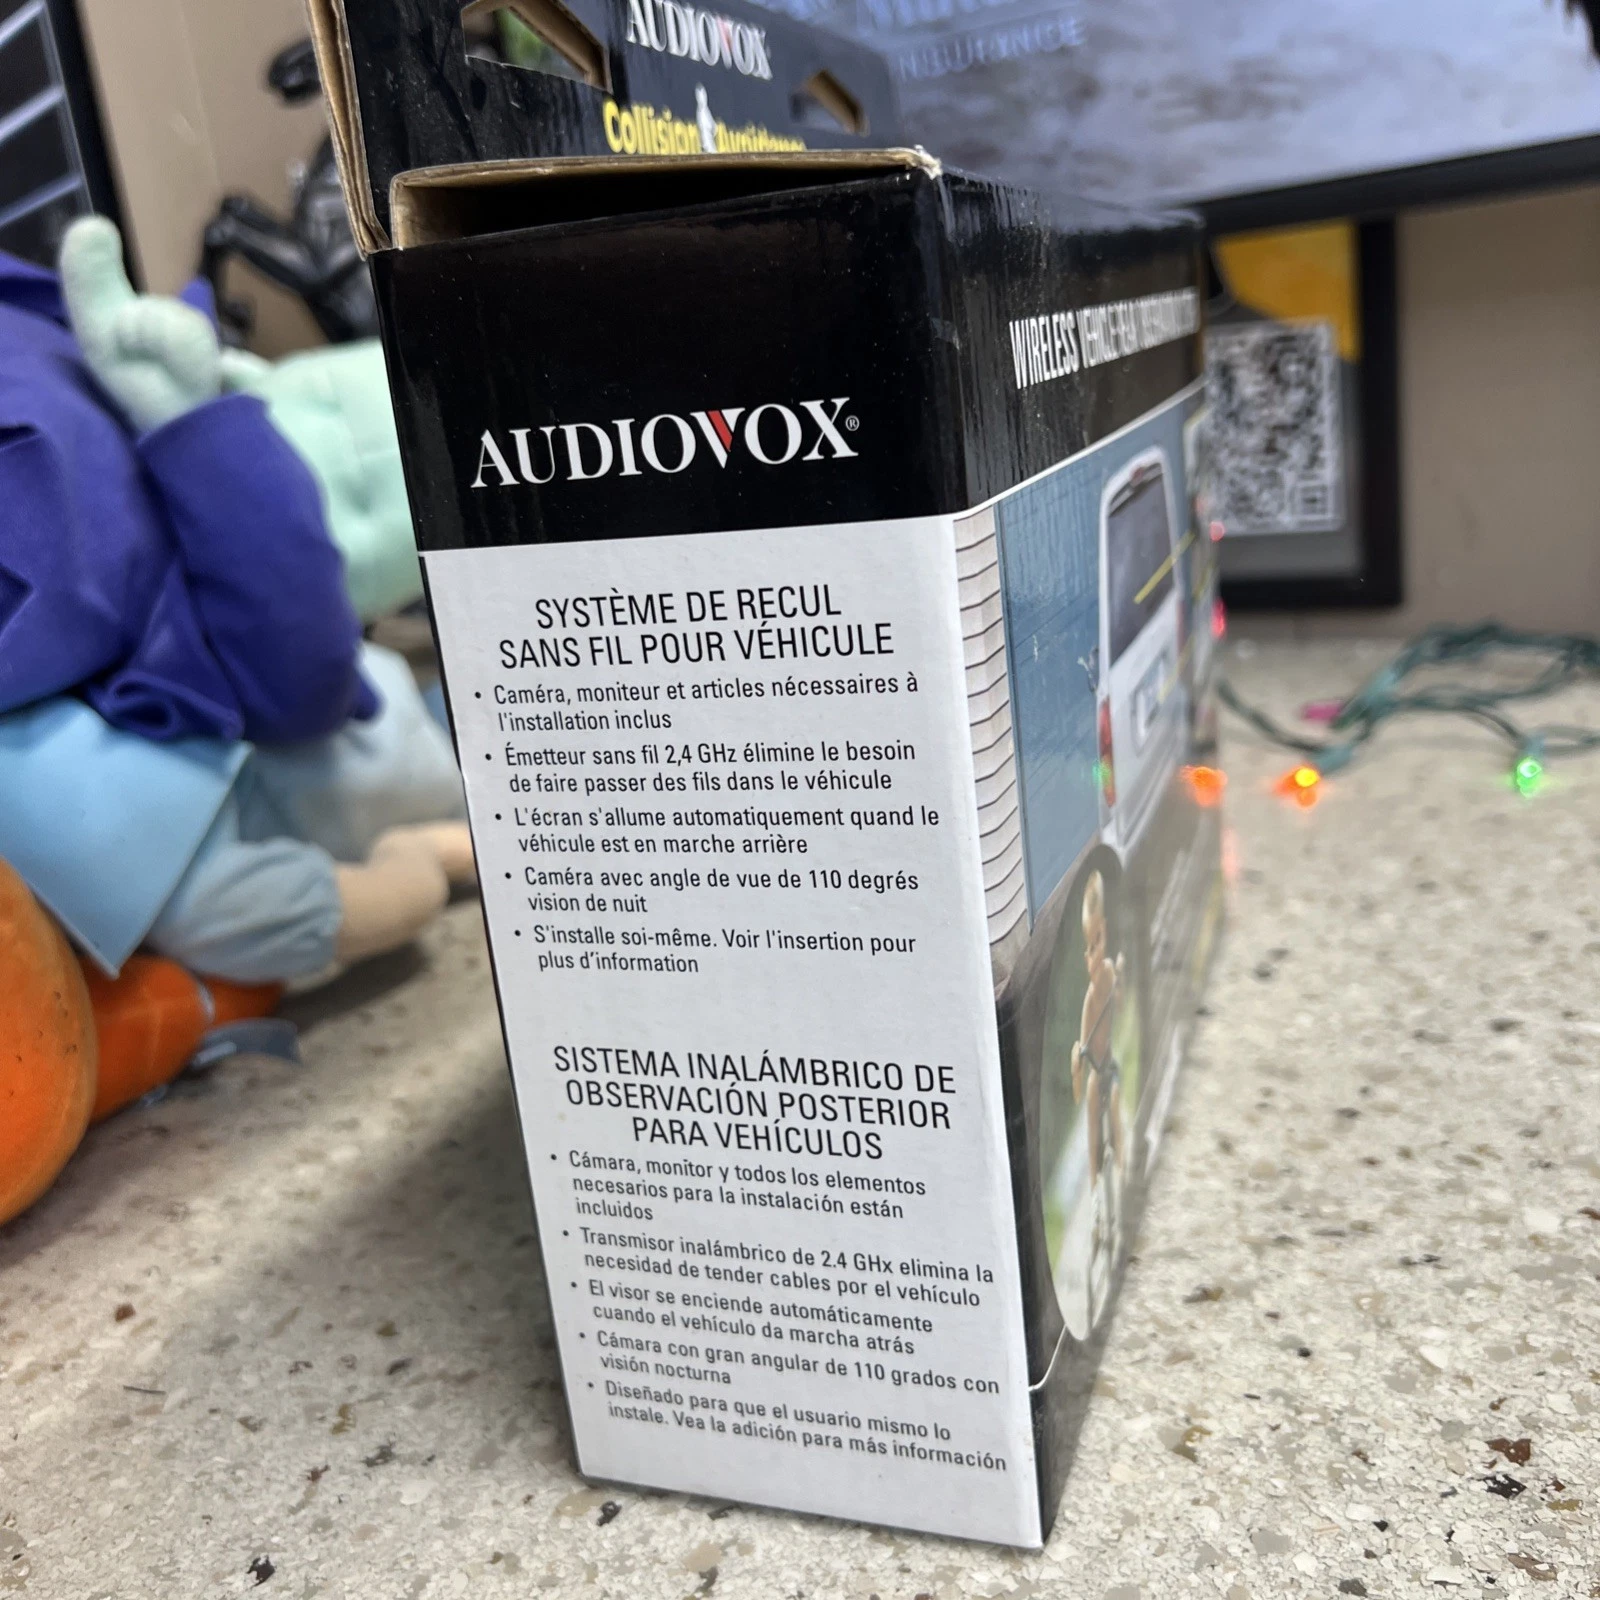 AUDIOVOX
Collision Avoidance
WIRELESS VEHICLE REAR OBSERVATION SYSTEM
AUDIOVOX®
SYSTÈME DE RECUL
SANS FIL POUR VÉHICULE
• Caméra, moniteur et articles nécessaires à
l'installation inclus
• Émetteur sans fil 2,4 GHz élimine le besoin
de faire passer des fils dans le véhicule
• L'écran s'allume automatiquement quand le
véhicule est en marche arrière
• Caméra avec angle de vue de 110 degrés
vision de nuit
• S'installe soi-même. Voir l'insertion pour
plus d'information
SISTEMA INALÁMBRICO DE
OBSERVACIÓN POSTERIOR
PARA VEHÍCULOS
• Cámara, monitor y todos los elementos
necesarios para la instalación están
incluidos
• Transmisor inalámbrico de 2.4 GHx elimina la
necesidad de tender cables por el vehículo
• El visor se enciende automáticamente
cuando el vehículo da marcha atrás
• Cámara con gran angular de 110 grados con
visión nocturna
• Diseñado para que el usuario mismo lo
instale. Vea la adición para más información